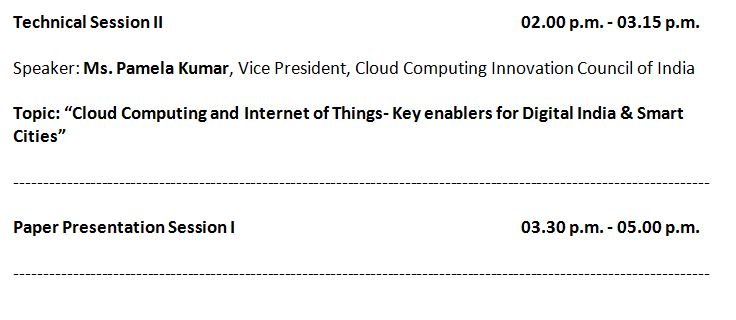 Technical Session II 02.00 p.m. - 03.15 p.m.
Speaker: Ms. Pamela Kumar, Vice President, Cloud Computing Innovation Council of India
Topic: “Cloud Computing and Internet of Things- Key enablers for Digital India & Smart
Cities”
--------------------------------------------------------------------------------------------------------------------
Paper Presentation Session I 03.30 p.m. - 05.00 p.m.
--------------------------------------------------------------------------------------------------------------------